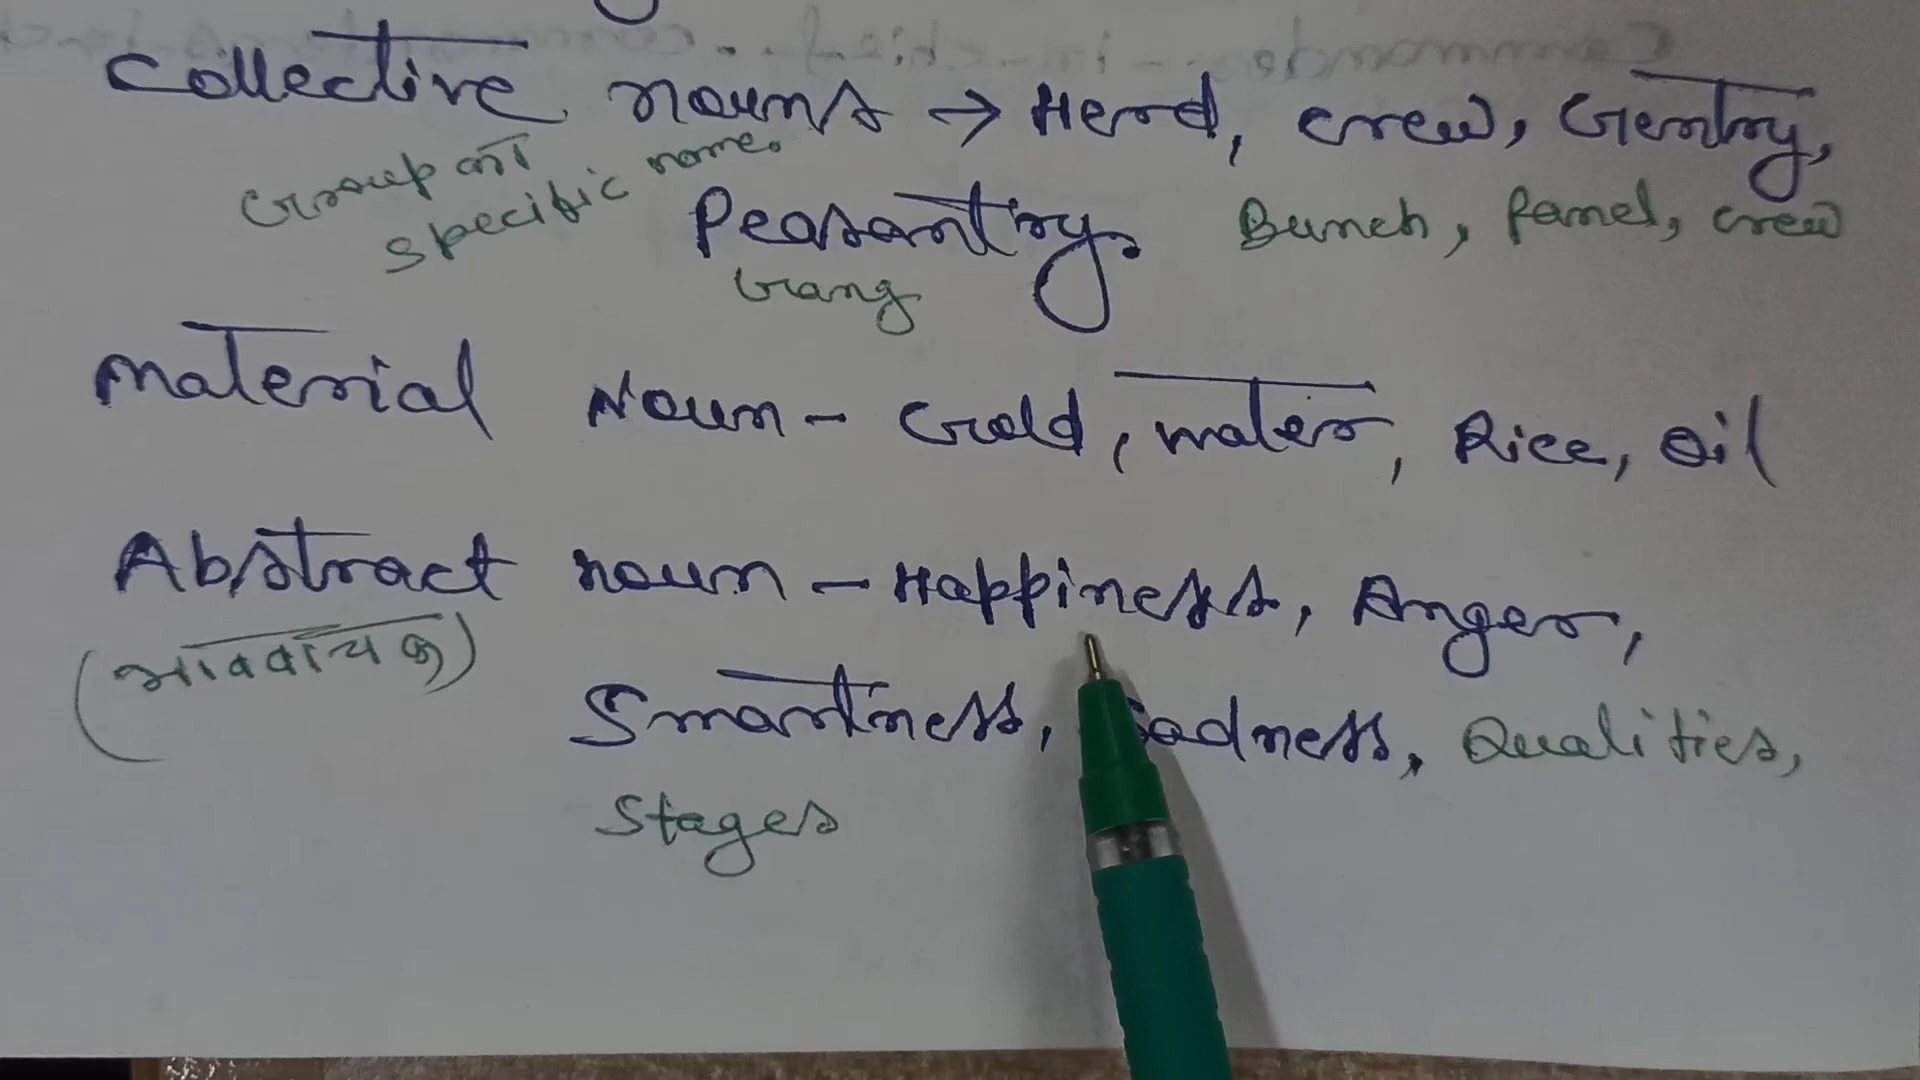 Collective nouns → Herd, crew, Gentry,
Group का specific name.
Peasantry. Bunch, Panel, crew
Gang
Material Noun - Gold, water, Rice, Oil
Abstract noun - Happiness, Anger,
(भाववाचक)
Smartness, Sadness, Qualities,
Stages